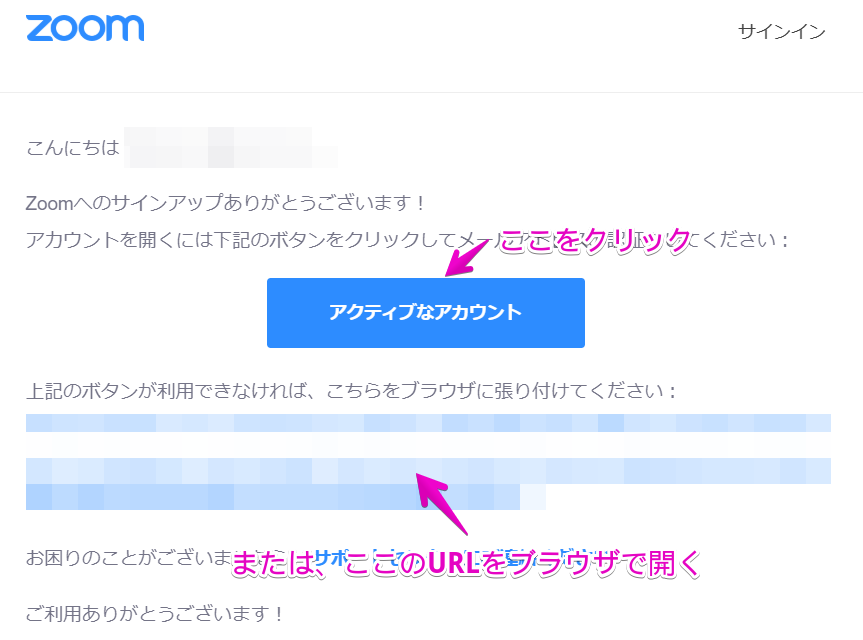 zoom
サインイン
こんにちは
Zoomへのサインアップありがとうございます！
アカウントを開くには下記のボタンをクリックしてメール してください：
ここをクリック
アクティブなアカウント
上記のボタンが利用できなければ、こちらをブラウザに張り付けてください：
お困りのことがございま サポ
または、ここのURLをブラウザで開く
ご利用ありがとうございます！